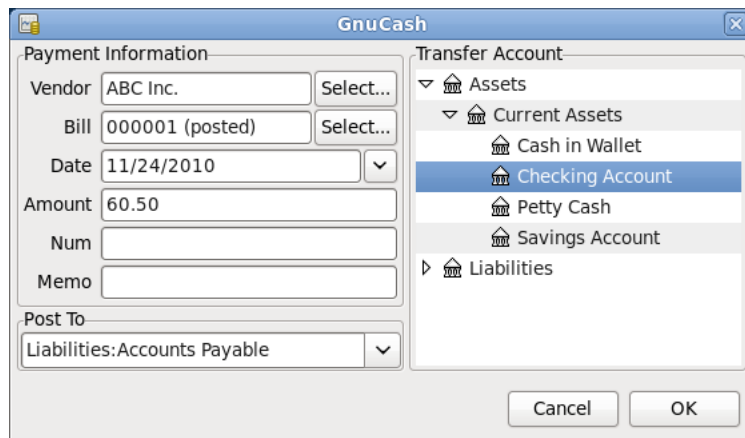 GnuCash
Payment Information
Vendor ABC Inc. Select...
Bill 000001 (posted) Select...
Date 11/24/2010
Amount 60.50
Num
Memo
Post To
Liabilities:Accounts Payable
Transfer Account
Assets
Current Assets
Cash in Wallet
Checking Account
Petty Cash
Savings Account
Liabilities
Cancel OK